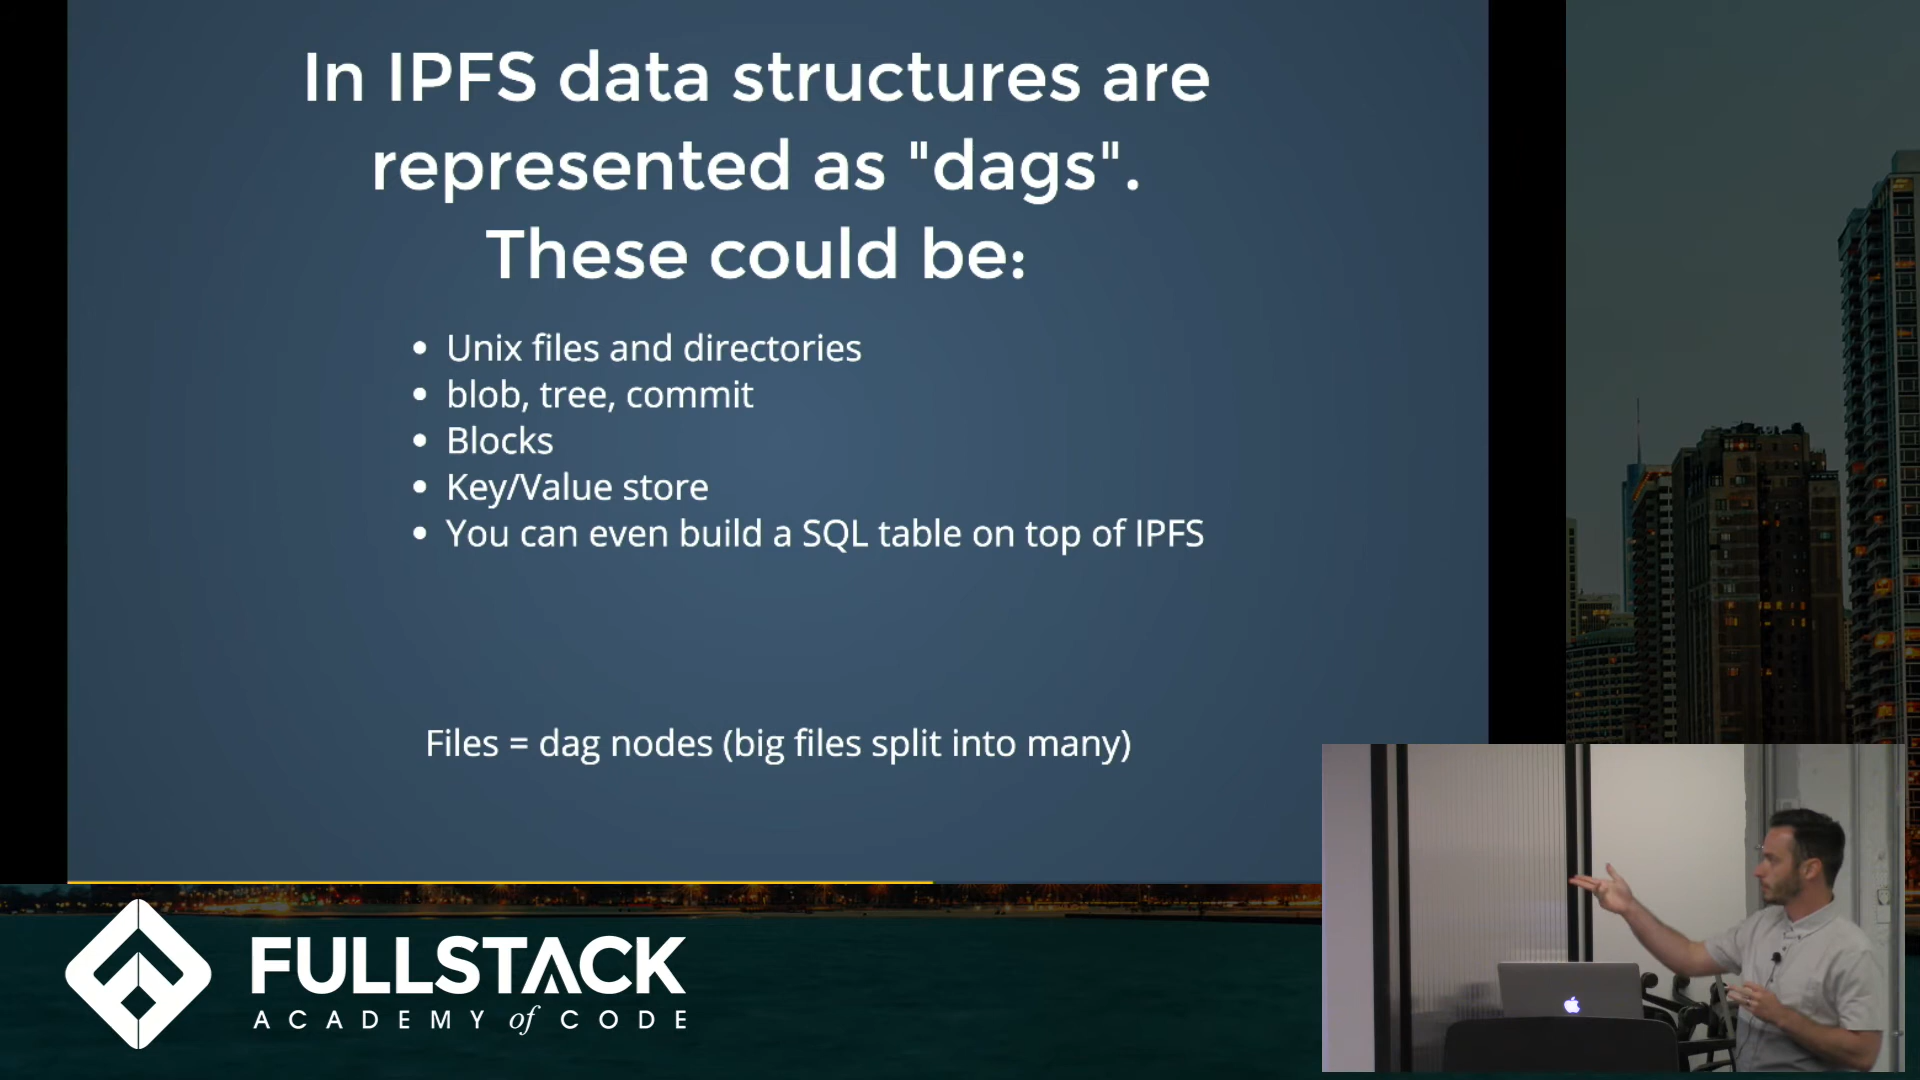 In IPFS data structures are
represented as "dags".
These could be:
• Unix files and directories
• blob, tree, commit
• Blocks
• Key/Value store
• You can even build a SQL table on top of IPFS
Files = dag nodes (big files split into many)
FULLSTACK
ACADEMY of CODE